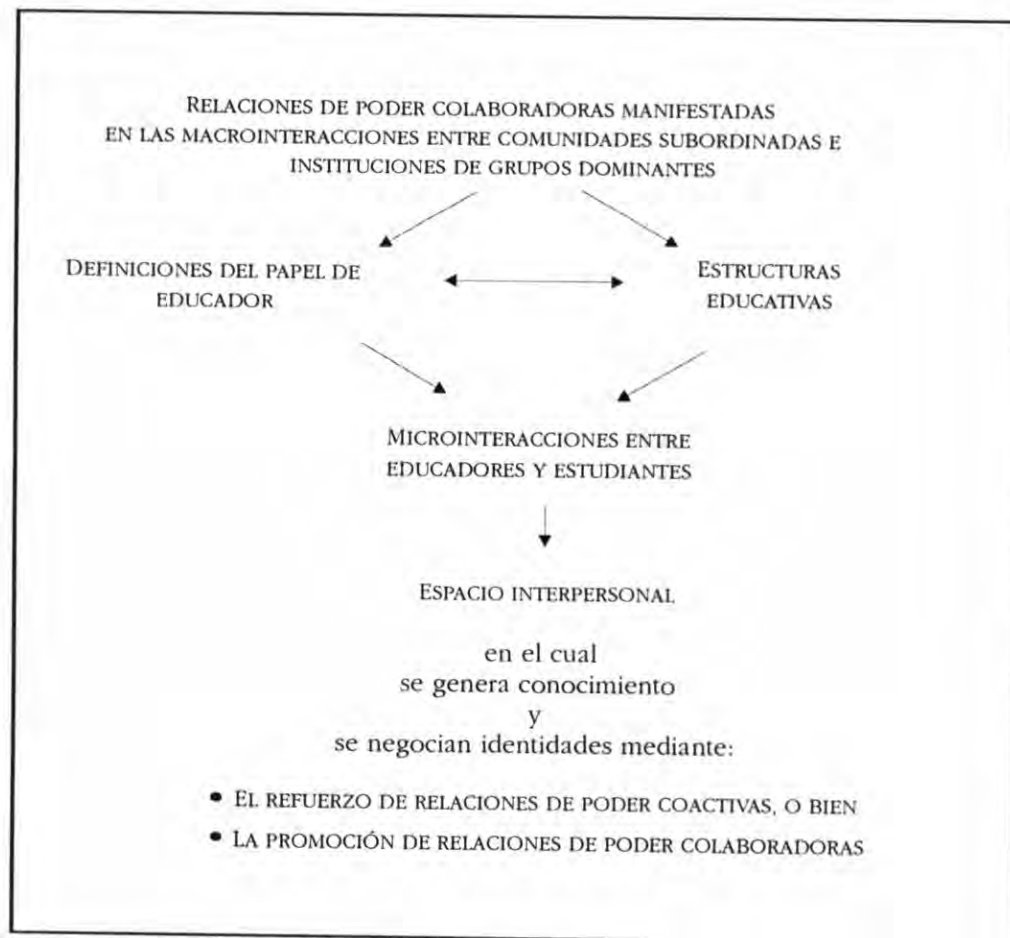 RELACIONES DE PODER COLABORADORAS MANIFESTADAS
EN LAS MACROINTERACCIONES ENTRE COMUNIDADES SUBORDINADAS E
INSTITUCIONES DE GRUPOS DOMINANTES
DEFINICIONES DEL PAPEL DE
EDUCADOR
ESTRUCTURAS
EDUCATIVAS
MICROINTERACCIONES ENTRE
EDUCADORES Y ESTUDIANTES
ESPACIO INTERPERSONAL
en el cual
se genera conocimiento
y
se negocian identidades mediante:
• EL REFUERZO DE RELACIONES DE PODER COACTIVAS, O BIEN
• LA PROMOCIÓN DE RELACIONES DE PODER COLABORADORAS